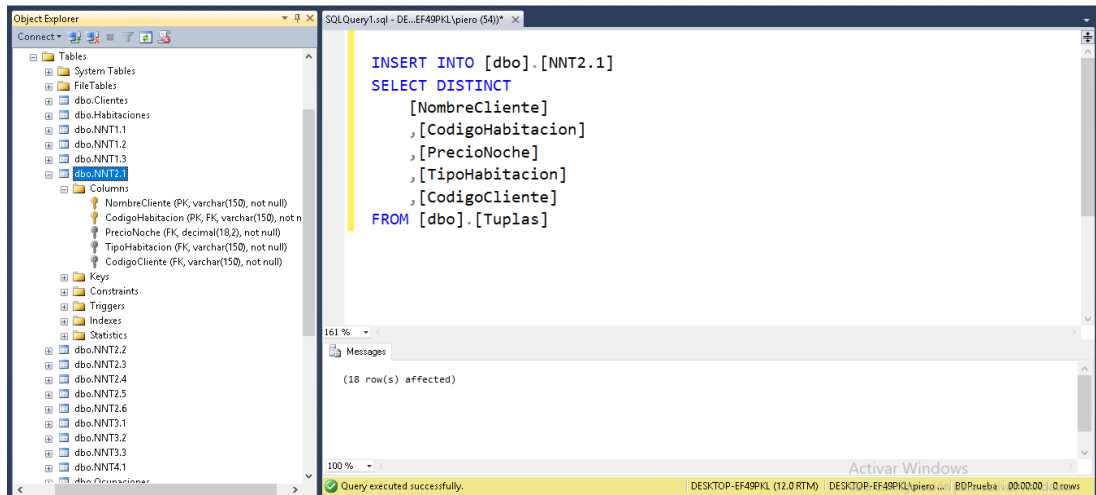 Object Explorer
Connect
Tables
System Tables
FileTables
dbo.Clientes
dbo.Habitaciones
dbo.NNT1.1
dbo.NNT1.2
dbo.NNT1.3
dbo.NNT2.1
Columns
NombreCliente (PK, varchar(150), not null)
CodigoHabitacion (PK, FK, varchar(150), not n
PrecioNoche (FK, decimal(18,2), not null)
TipoHabitacion (FK, varchar(150), not null)
CodigoCliente (FK, varchar(150), not null)
Keys
Constraints
Triggers
Indexes
Statistics
dbo.NNT2.2
dbo.NNT2.3
dbo.NNT2.4
dbo.NNT2.5
dbo.NNT2.6
dbo.NNT3.1
dbo.NNT3.2
dbo.NNT3.3
dbo.NNT4.1
dbo.Ocupaciones
SQLQuery1.sql - DE...EF49PKL\piero (54))*
INSERT INTO [dbo].[NNT2.1]
SELECT DISTINCT
[NombreCliente]
,[CodigoHabitacion]
,[PrecioNoche]
,[TipoHabitacion]
,[CodigoCliente]
FROM [dbo].[Tuplas]
161 %
Messages
(18 row(s) affected)
100 %
Activar Windows
Query executed successfully.
DESKTOP-EF49PKL (12.0 RTM)
DESKTOP-EF49PKL\piero ...
BDPrueba
00:00:00
0 rows